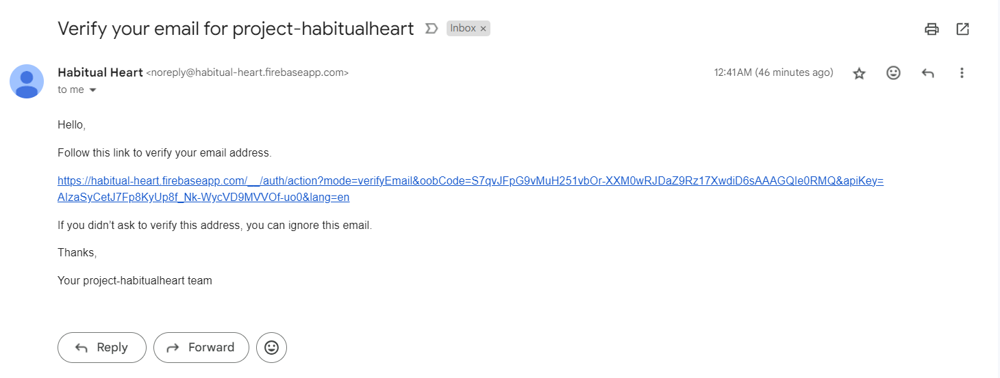 Verify your email for project-habitualheart Inbox ×
Habitual Heart <noreply@habitual-heart.firebaseapp.com> 12:41 AM (46 minutes ago)
to me
Hello,
Follow this link to verify your email address.
https://habitual-heart.firebaseapp.com/__/auth/action?mode=verifyEmail&oobCode=S7qvJFpG9vMuH251vbOr-XXM0wRJDaZ9Rz17XwdiD6sAAAGQIe0RMQ&apiKey=
AIzaSyCetJ7Fp8KyUp8f_Nk-WycVD9MVVOf-uo0&lang=en
If you didn’t ask to verify this address, you can ignore this email.
Thanks,
Your project-habitualheart team
Reply Forward